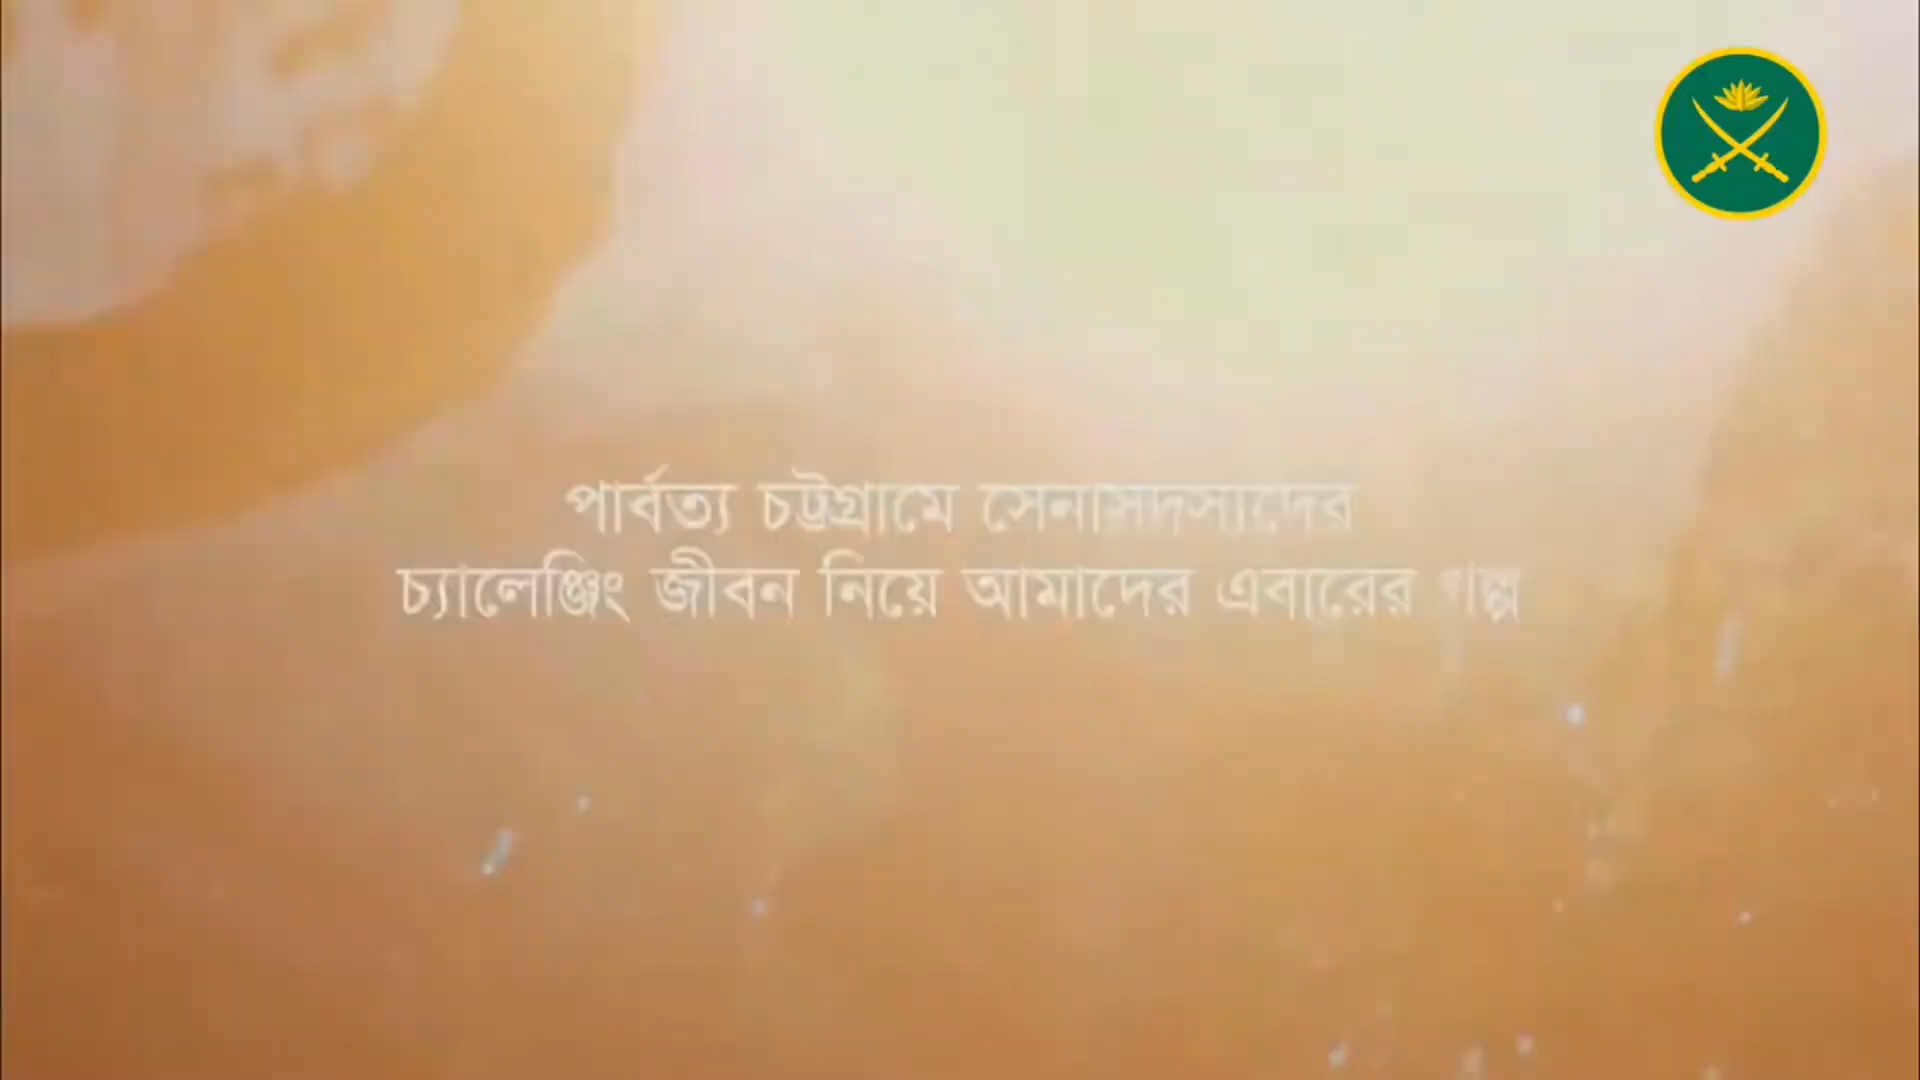 পার্বত্য চট্টগ্রামে সেনাসদস্যদের
চ্যালেঞ্জিং জীবন নিয়ে আমাদের এবারের গল্প